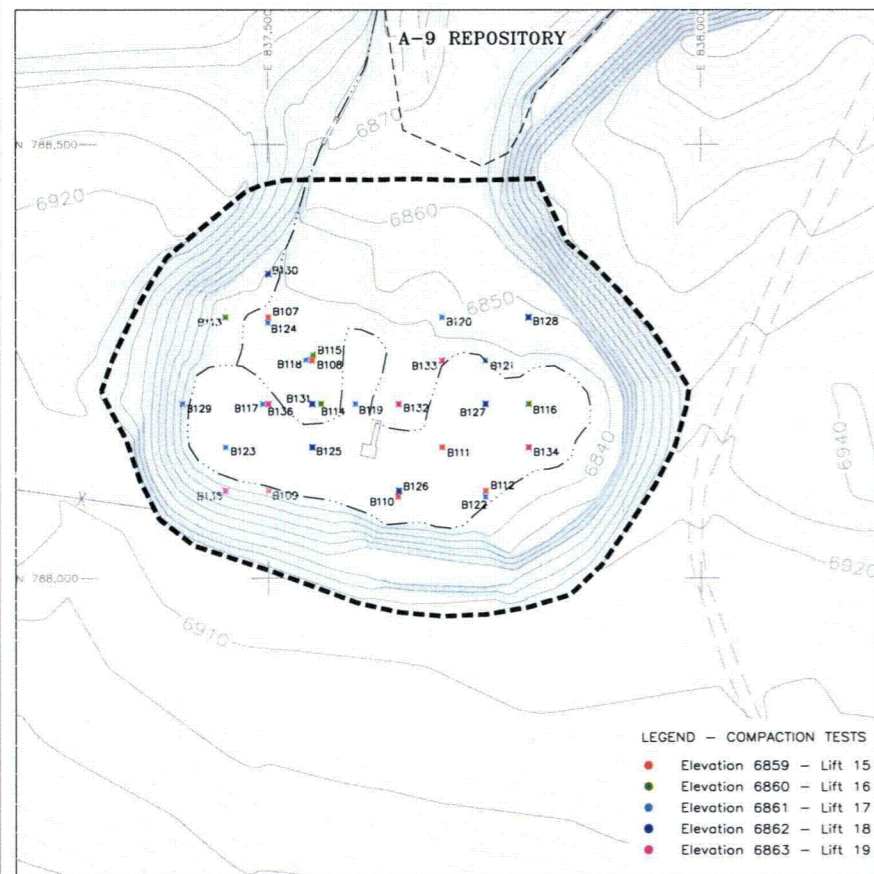 E 837,500
E 838,000
A-9 REPOSITORY
6870
N 788,500
6920
6860
B130
6850
B113
B107
B124
B120
B128
B115
B118
B108
B133
B121
B129
B117
B136
B131
B114
B119
B132
B127
B116
B123
B125
B111
B134
6840
6940
B135
B109
B126
B110
B112
B122
X
N 788,000
6920
6910
LEGEND – COMPACTION TESTS
Elevation 6859 – Lift 15
Elevation 6860 – Lift 16
Elevation 6861 – Lift 17
Elevation 6862 – Lift 18
Elevation 6863 – Lift 19